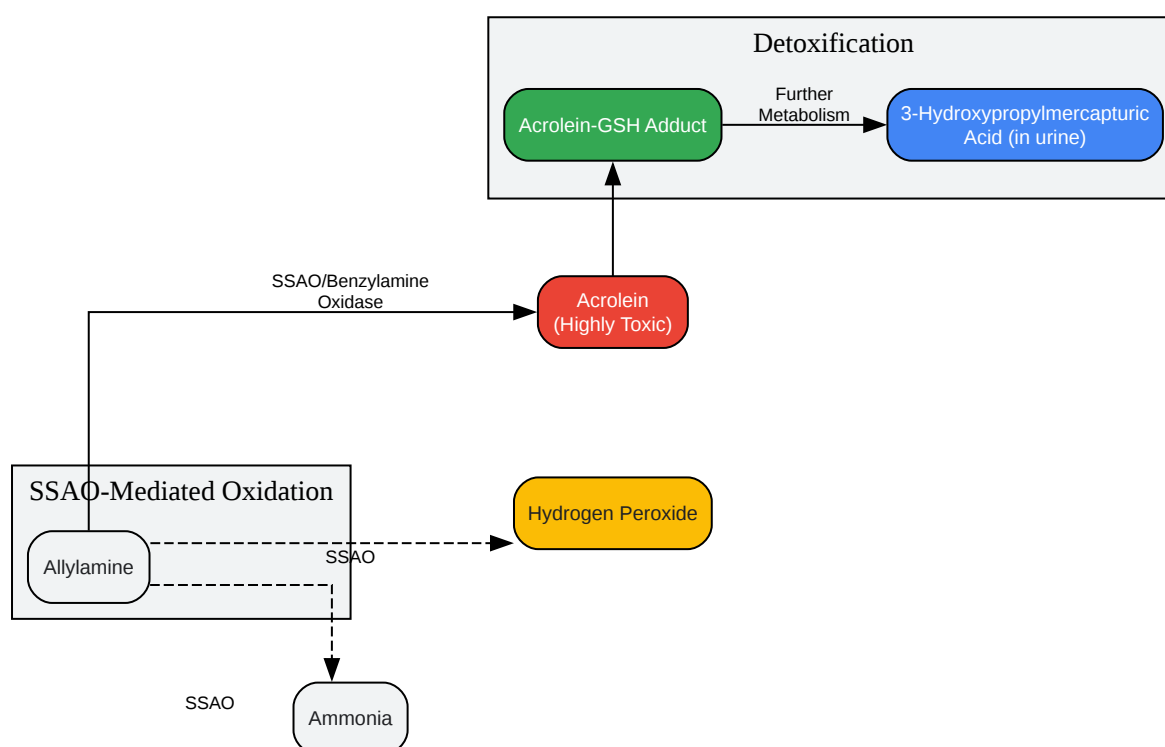 Detoxification
Acrolein-GSH Adduct
Further
Metabolism
3-Hydroxypropylmercapturic
Acid (in urine)
SSAO/Benzylamine
Oxidase
Acrolein
(Highly Toxic)
SSAO-Mediated Oxidation
Allylamine
SSAO
Hydrogen Peroxide
SSAO
Ammonia